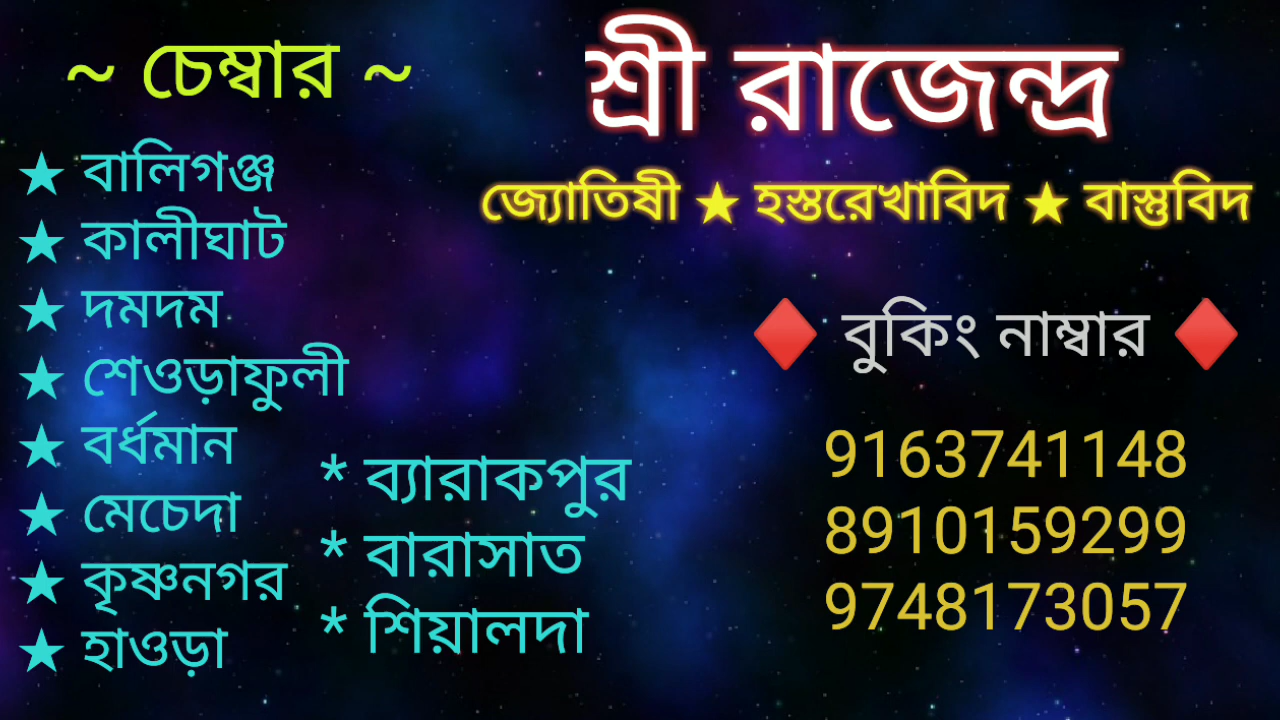 ~ চেম্বার ~
★ বালিগঞ্জ
★ কালীঘাট
★ দমদম
★ শেওড়াফুলী
★ বর্ধমান
★ মেচেদা
★ কৃষ্ণনগর
★ হাওড়া
* ব্যারাকপুর
* বারাসাত
* শিয়ালদা
শ্রী রাজেন্দ্র
জ্যোতিষী ★ হস্তরেখাবিদ ★ বাস্তুবিদ
♦ বুকিং নাম্বার ♦
9163741148
8910159299
9748173057